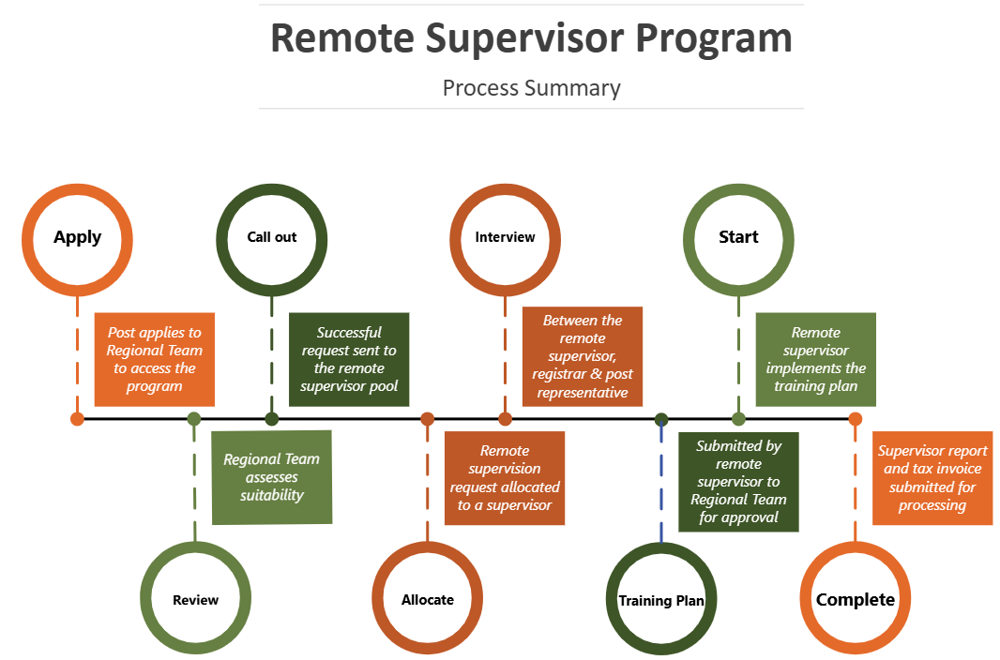 Remote Supervisor Program
Process Summary
Apply
Post applies to
Regional Team
to access the
program
Review
Regional Team
assesses
suitability
Call out
Successful
request sent to
the remote
supervisor pool
Allocate
Remote
supervision
request allocated
to a supervisor
Interview
Between the
remote
supervisor,
registrar & post
representative
Training Plan
Submitted by
remote
supervisor to
Regional Team
for approval
Start
Remote
supervisor
implements the
training plan
Complete
Supervisor report
and tax invoice
submitted for
processing